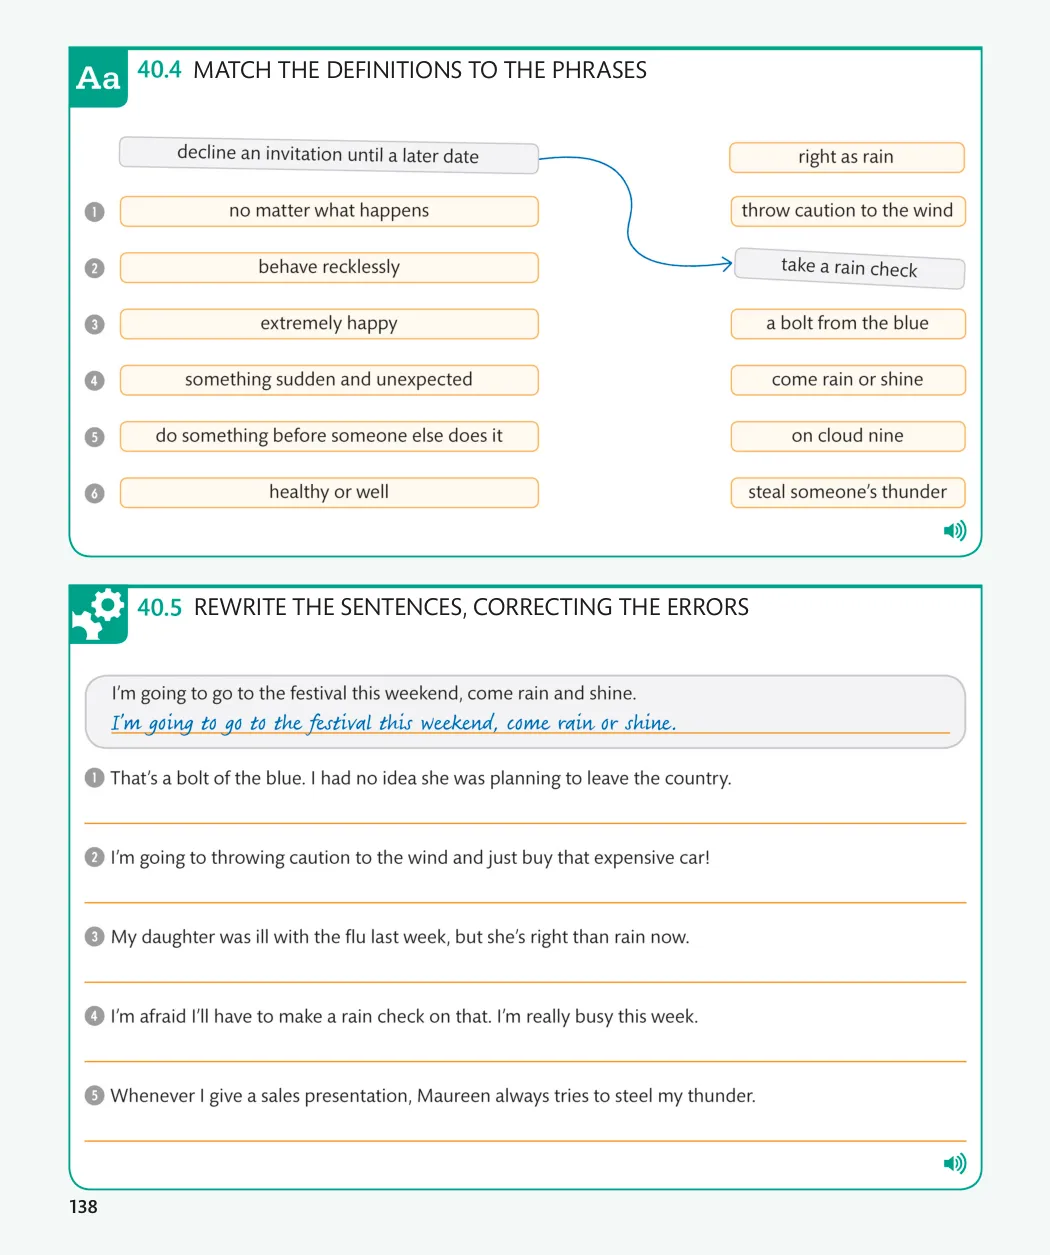 Aa 40.4 MATCH THE DEFINITIONS TO THE PHRASES
decline an invitation until a later date
right as rain
1 no matter what happens
throw caution to the wind
2 behave recklessly
take a rain check
3 extremely happy
a bolt from the blue
4 something sudden and unexpected
come rain or shine
5 do something before someone else does it
on cloud nine
6 healthy or well
steal someone's thunder
40.5 REWRITE THE SENTENCES, CORRECTING THE ERRORS
I'm going to go to the festival this weekend, come rain and shine.
I'm going to go to the festival this weekend, come rain or shine.
1 That's a bolt of the blue. I had no idea she was planning to leave the country.
2 I'm going to throwing caution to the wind and just buy that expensive car!
3 My daughter was ill with the flu last week, but she's right than rain now.
4 I'm afraid I'll have to make a rain check on that. I'm really busy this week.
5 Whenever I give a sales presentation, Maureen always tries to steel my thunder.
138